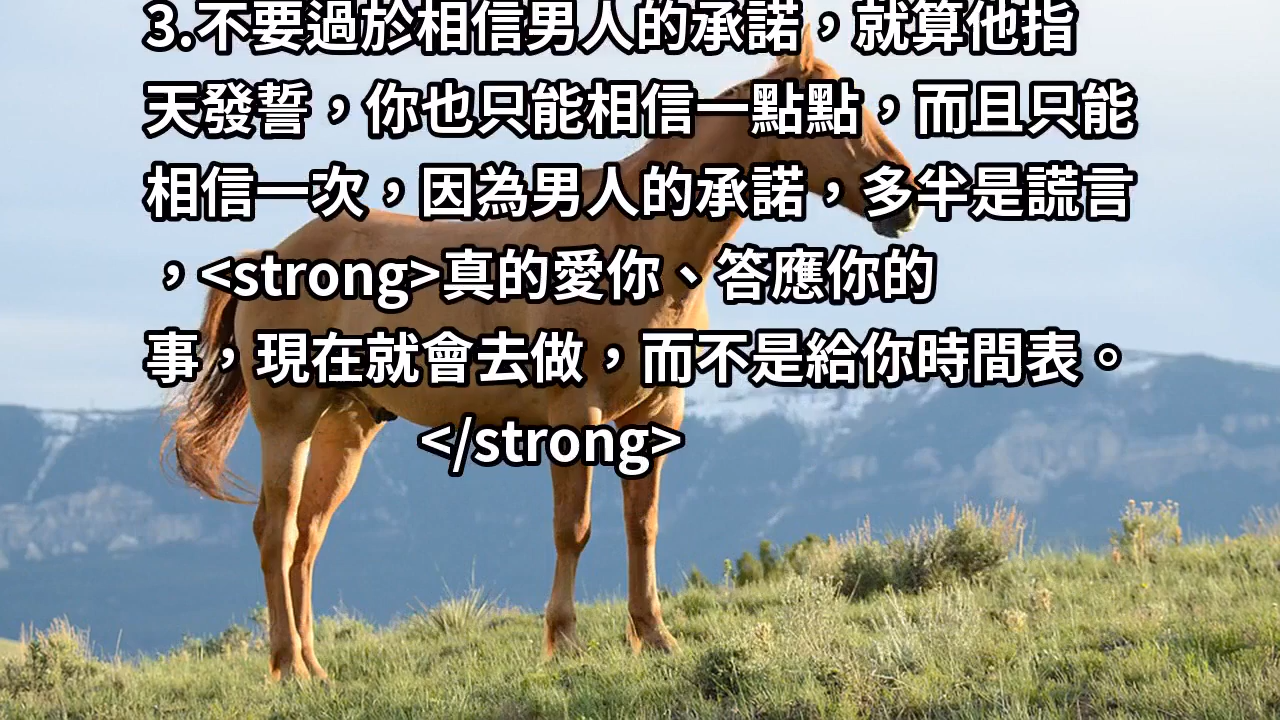 3.不要過於相信男人的承諾，就算他指
天發誓，你也只能相信一點點，而且只能
相信一次，因為男人的承諾，多半是謊言
，<strong>真的愛你、答應你的
事，現在就會去做，而不是給你時間表。
</strong>